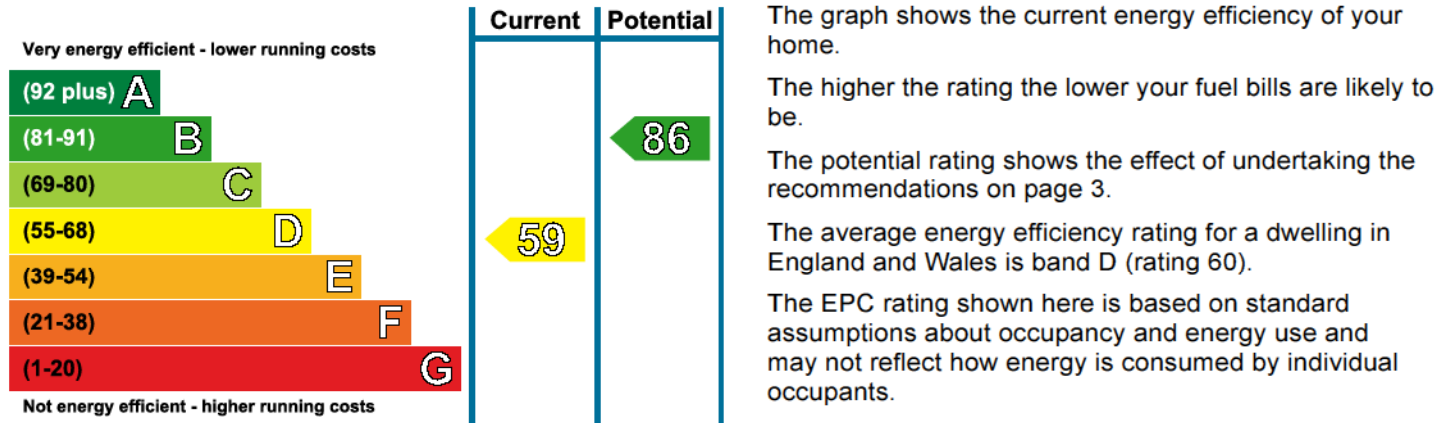 Current Potential
Very energy efficient - lower running costs
(92 plus) A
(81-91) B
86
(69-80) C
(55-68) D
59
(39-54) E
(21-38) F
(1-20) G
Not energy efficient - higher running costs
The graph shows the current energy efficiency of your
home.
The higher the rating the lower your fuel bills are likely to
be.
The potential rating shows the effect of undertaking the
recommendations on page 3.
The average energy efficiency rating for a dwelling in
England and Wales is band D (rating 60).
The EPC rating shown here is based on standard
assumptions about occupancy and energy use and
may not reflect how energy is consumed by individual
occupants.